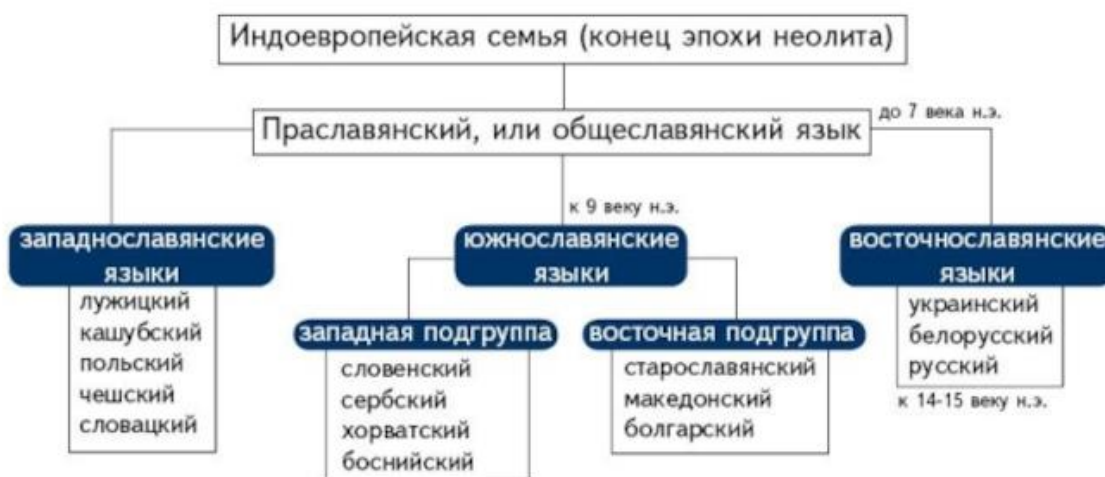 Индоевропейская семья (конец эпохи неолита)
до 7 века н.э.
Праславянский, или общеславянский язык
к 9 веку н.э.
западнославянские
языки
лужицкий
кашубский
польский
чешский
словацкий
южнославянские
языки
западная подгруппа
словенский
сербский
хорватский
боснийский
восточная подгруппа
старославянский
македонский
болгарский
восточнославянские
языки
украинский
белорусский
русский
к 14-15 веку н.э.